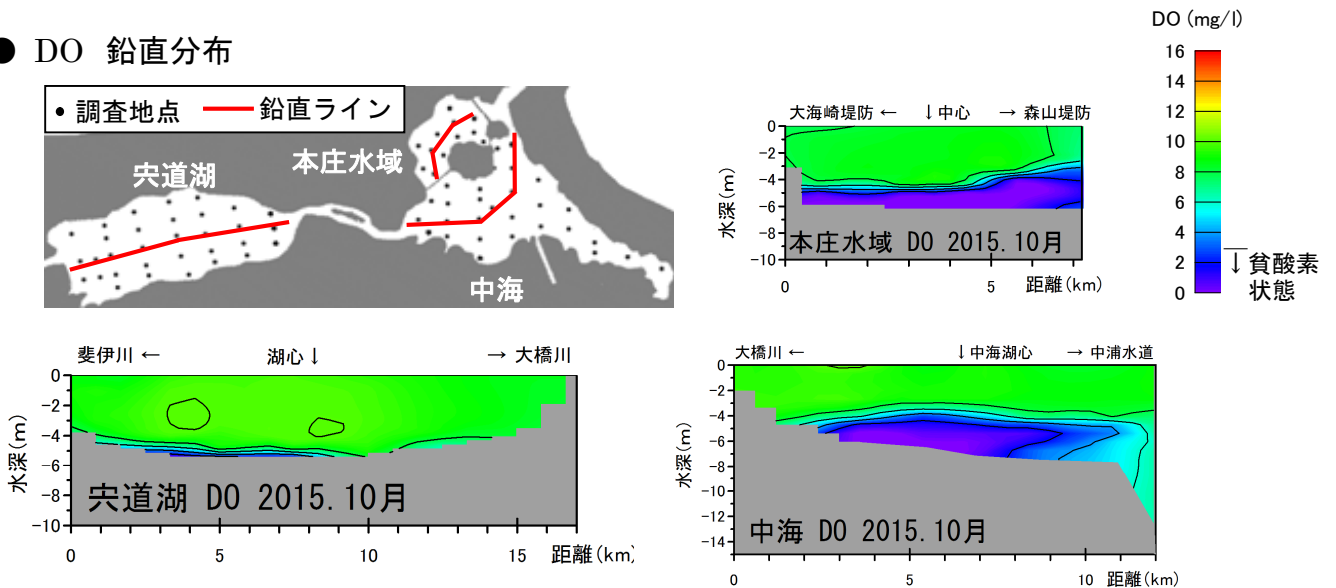 ● DO 鉛直分布
• 調査地点 ━ 鉛直ライン
宍道湖
本庄水域
中海
DO (mg/l)
16
14
12
10
8
6
4
2
0
↓ 貧酸素
状態
大海崎堤防 ← ↓中心 → 森山堤防
0
-2
-4
-6
-8
-10
水深(m)
本庄水域 DO 2015.10月
0 5 距離(km)
斐伊川 ← 湖心↓ → 大橋川
0
-2
-4
-6
-8
-10
水深(m)
宍道湖 DO 2015.10月
0 5 10 15 距離(km)
大橋川 ← ↓中海湖心 → 中浦水道
0
-2
-4
-6
-8
-10
-12
-14
水深(m)
中海 DO 2015.10月
0 5 10 距離(km)